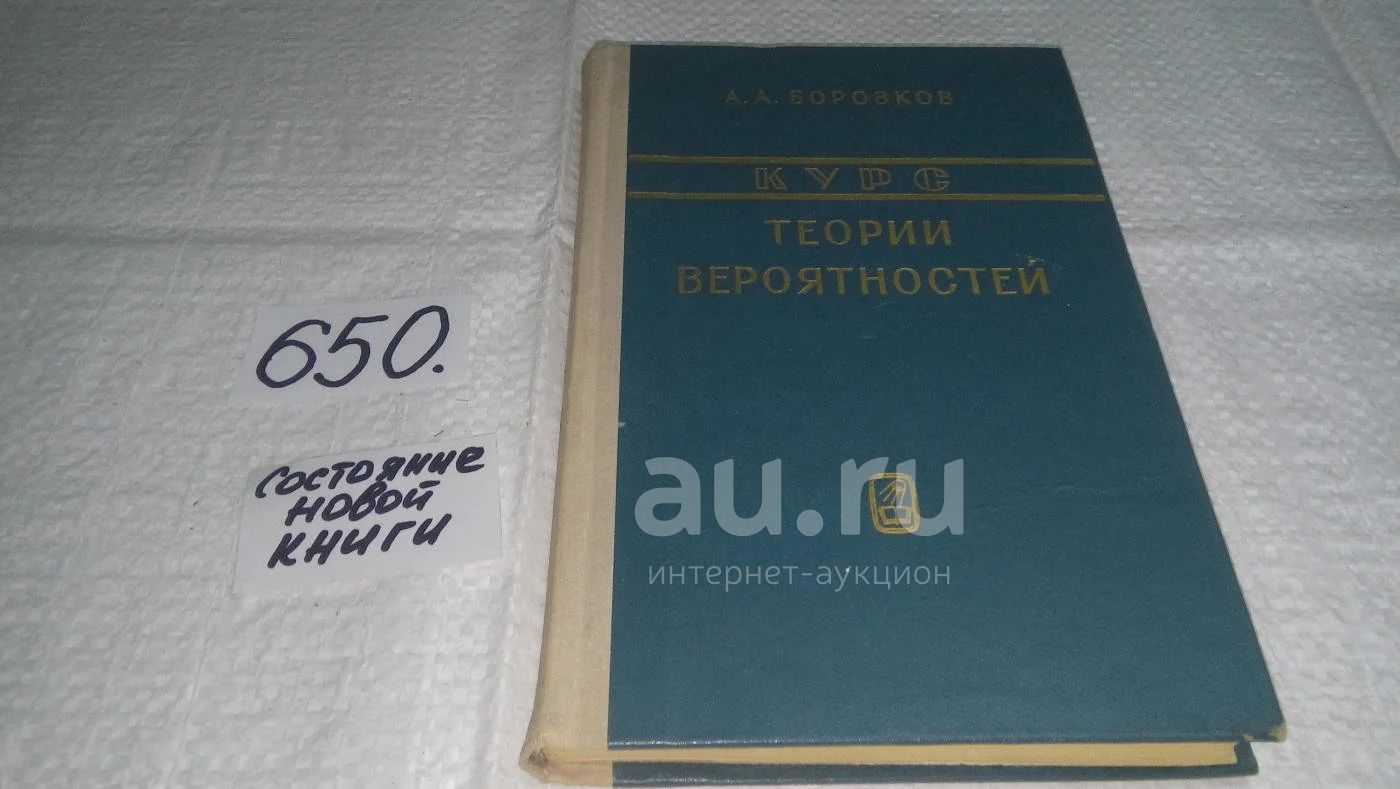 А. А. БОРОВКОВ
КУРС
ТЕОРИИ
ВЕРОЯТНОСТЕЙ
650.
состояние
новой
книги
au.ru
интернет-аукцион